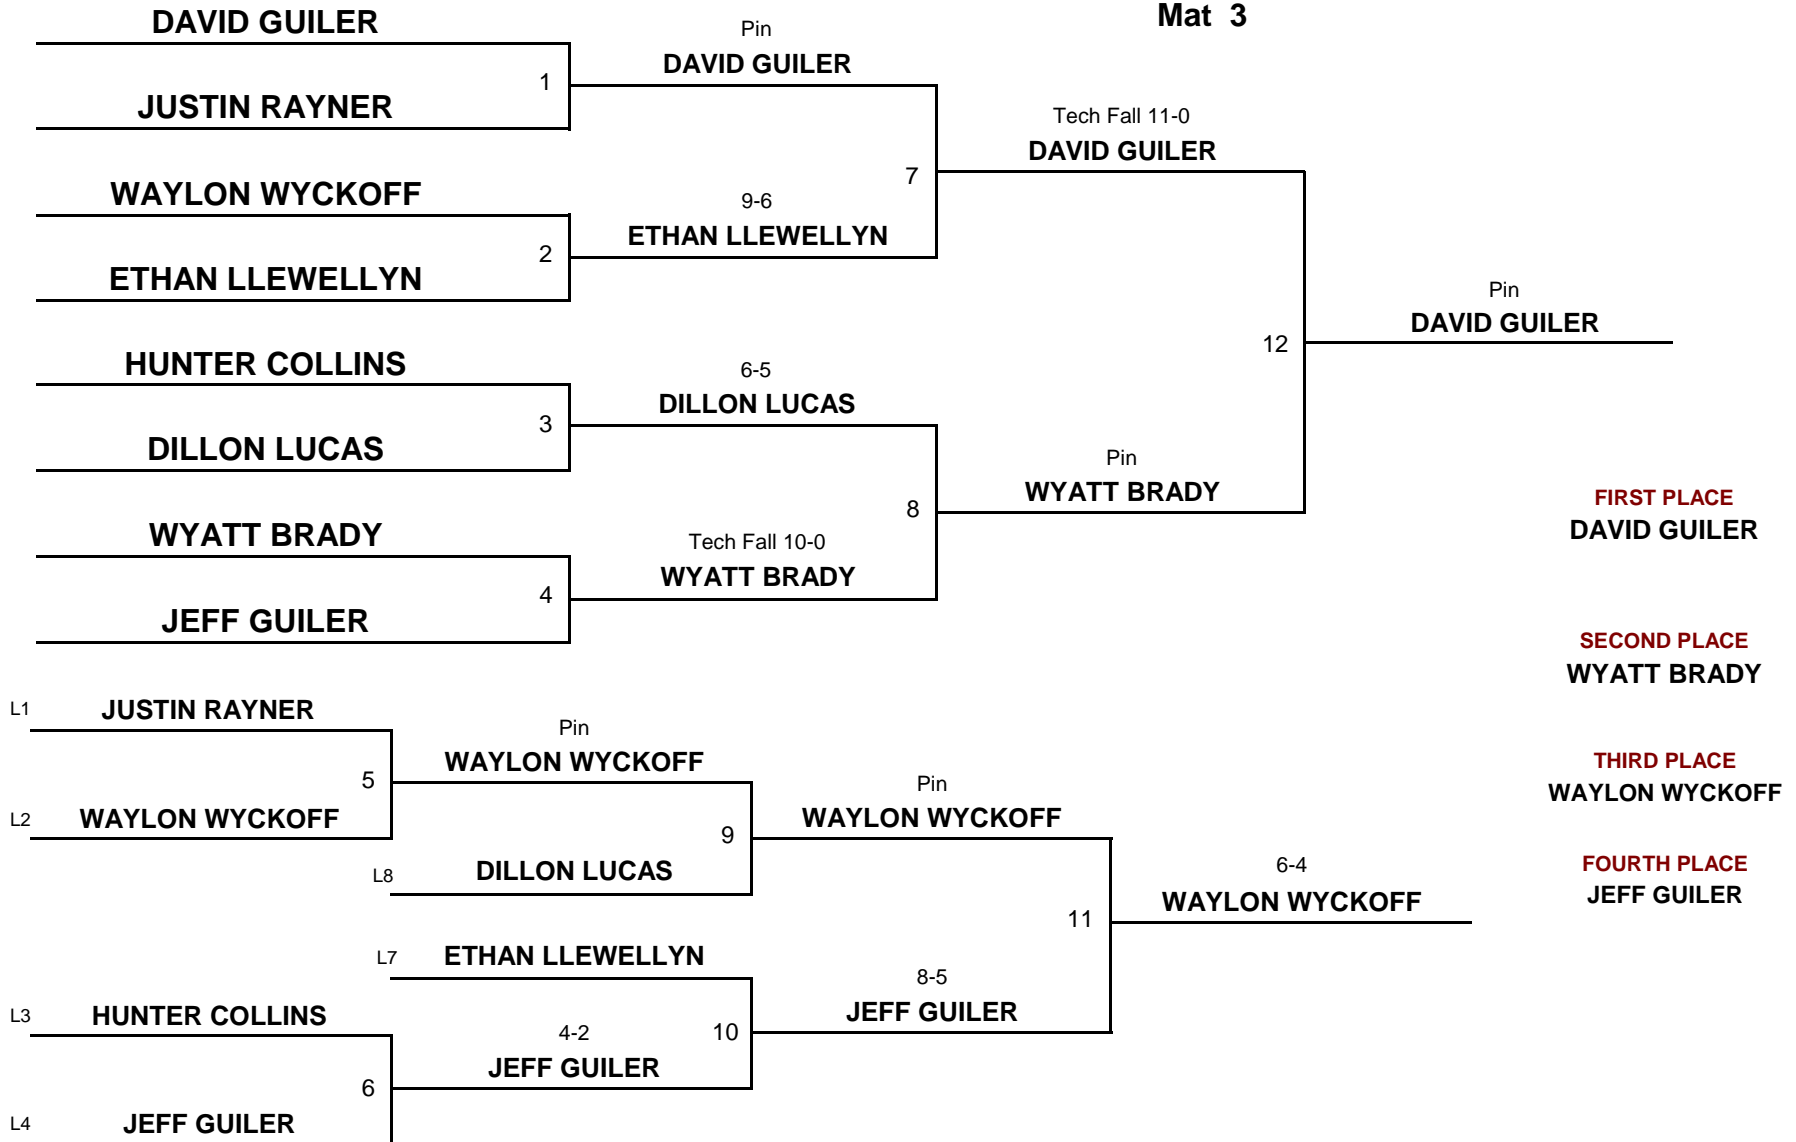 Mat 3
DAVID GUILER
1
JUSTIN RAYNER
WAYLON WYCKOFF
2
ETHAN LLEWELLYN
HUNTER COLLINS
3
DILLON LUCAS
WYATT BRADY
4
JEFF GUILER
Pin
DAVID GUILER
7
9-6
ETHAN LLEWELLYN
6-5
DILLON LUCAS
8
Tech Fall 10-0
WYATT BRADY
Tech Fall 11-0
DAVID GUILER
12
Pin
WYATT BRADY
Pin
DAVID GUILER
FIRST PLACE
DAVID GUILER
SECOND PLACE
WYATT BRADY
THIRD PLACE
WAYLON WYCKOFF
FOURTH PLACE
JEFF GUILER
L1 JUSTIN RAYNER
5
L2 WAYLON WYCKOFF
Pin
WAYLON WYCKOFF
9
L8 DILLON LUCAS
L7 ETHAN LLEWELLYN
10
L3 HUNTER COLLINS
6
L4 JEFF GUILER
4-2
JEFF GUILER
Pin
WAYLON WYCKOFF
11
8-5
JEFF GUILER
6-4
WAYLON WYCKOFF